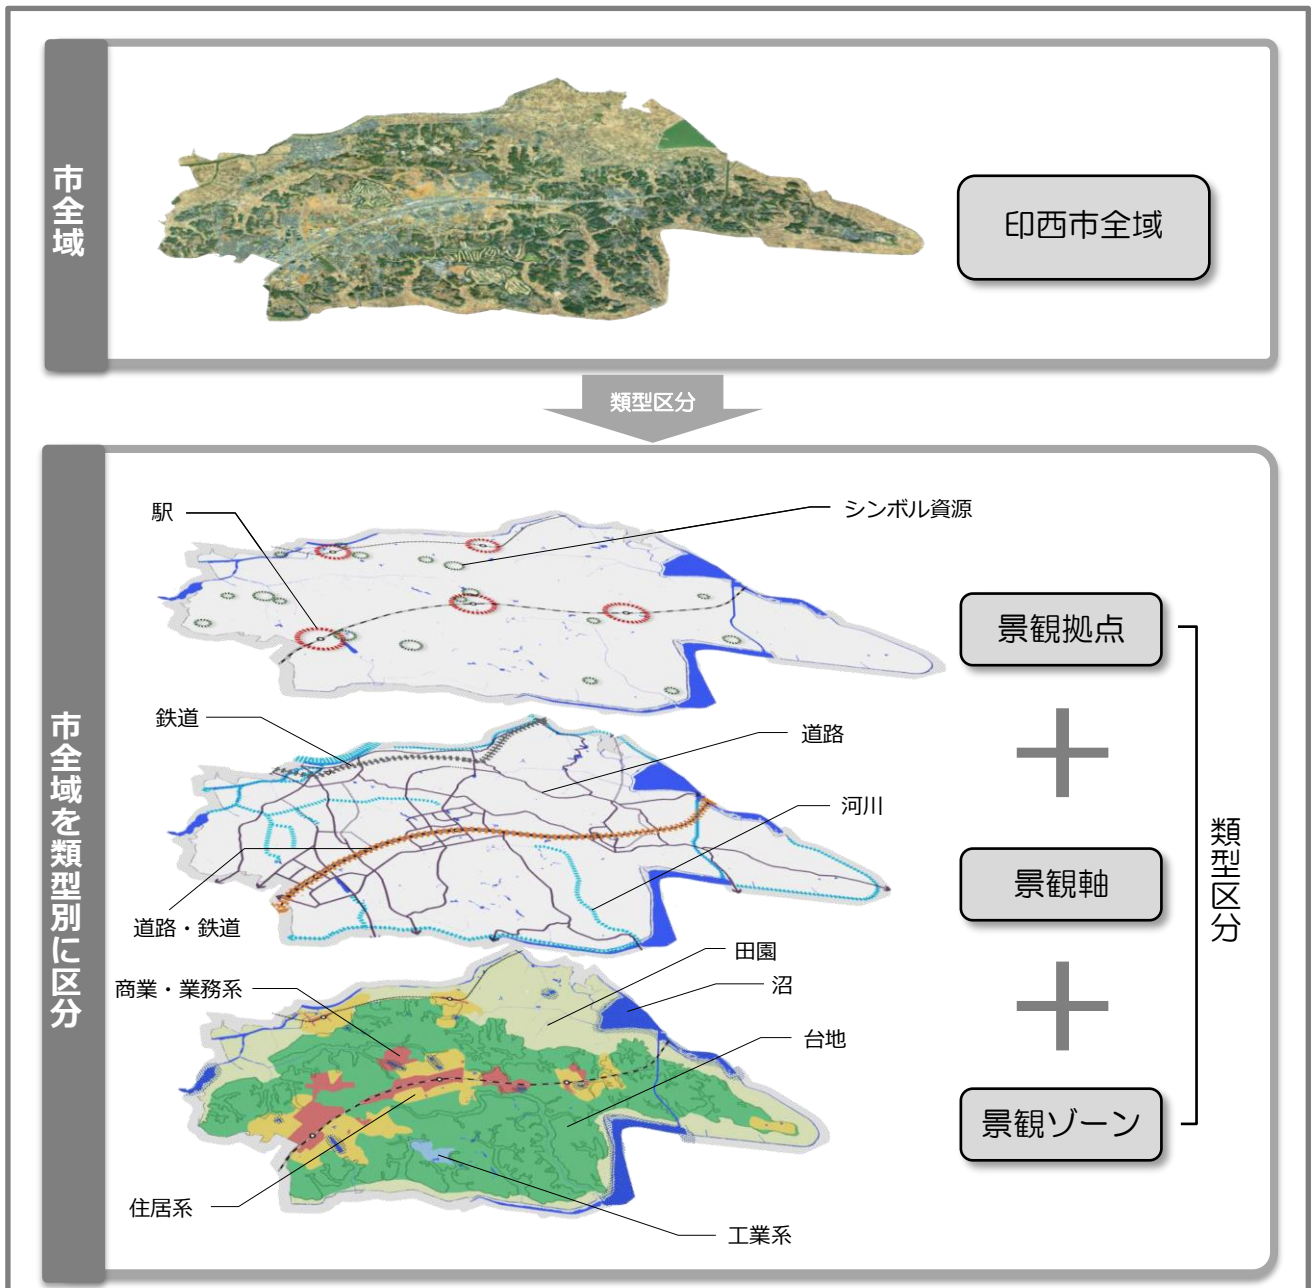 市全域
印西市全域
類型区分
市全域を類型別に区分
駅
シンボル資源
景観拠点
鉄道
道路
河川
道路・鉄道
景観軸
類型区分
田園
商業・業務系
沼
台地
景観ゾーン
住居系
工業系